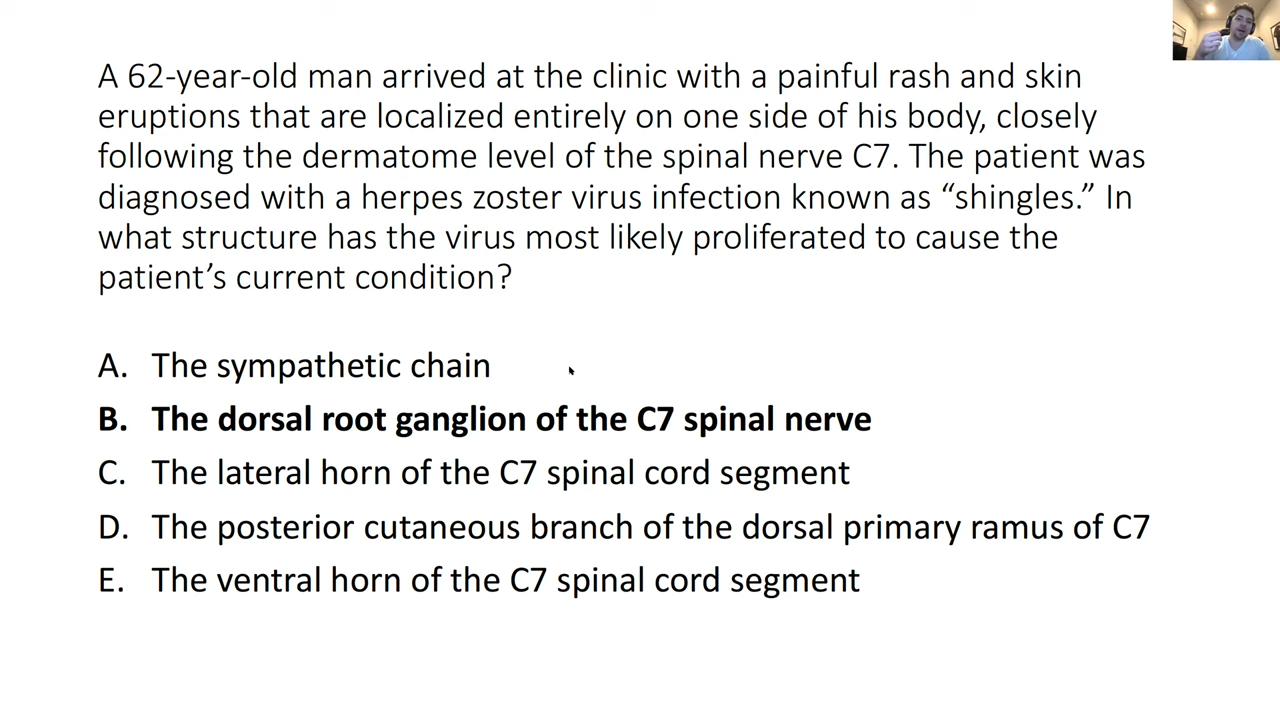 A 62-year-old man arrived at the clinic with a painful rash and skin
eruptions that are localized entirely on one side of his body, closely
following the dermatome level of the spinal nerve C7. The patient was
diagnosed with a herpes zoster virus infection known as “shingles.” In
what structure has the virus most likely proliferated to cause the
patient’s current condition?
A. The sympathetic chain
B. The dorsal root ganglion of the C7 spinal nerve
C. The lateral horn of the C7 spinal cord segment
D. The posterior cutaneous branch of the dorsal primary ramus of C7
E. The ventral horn of the C7 spinal cord segment